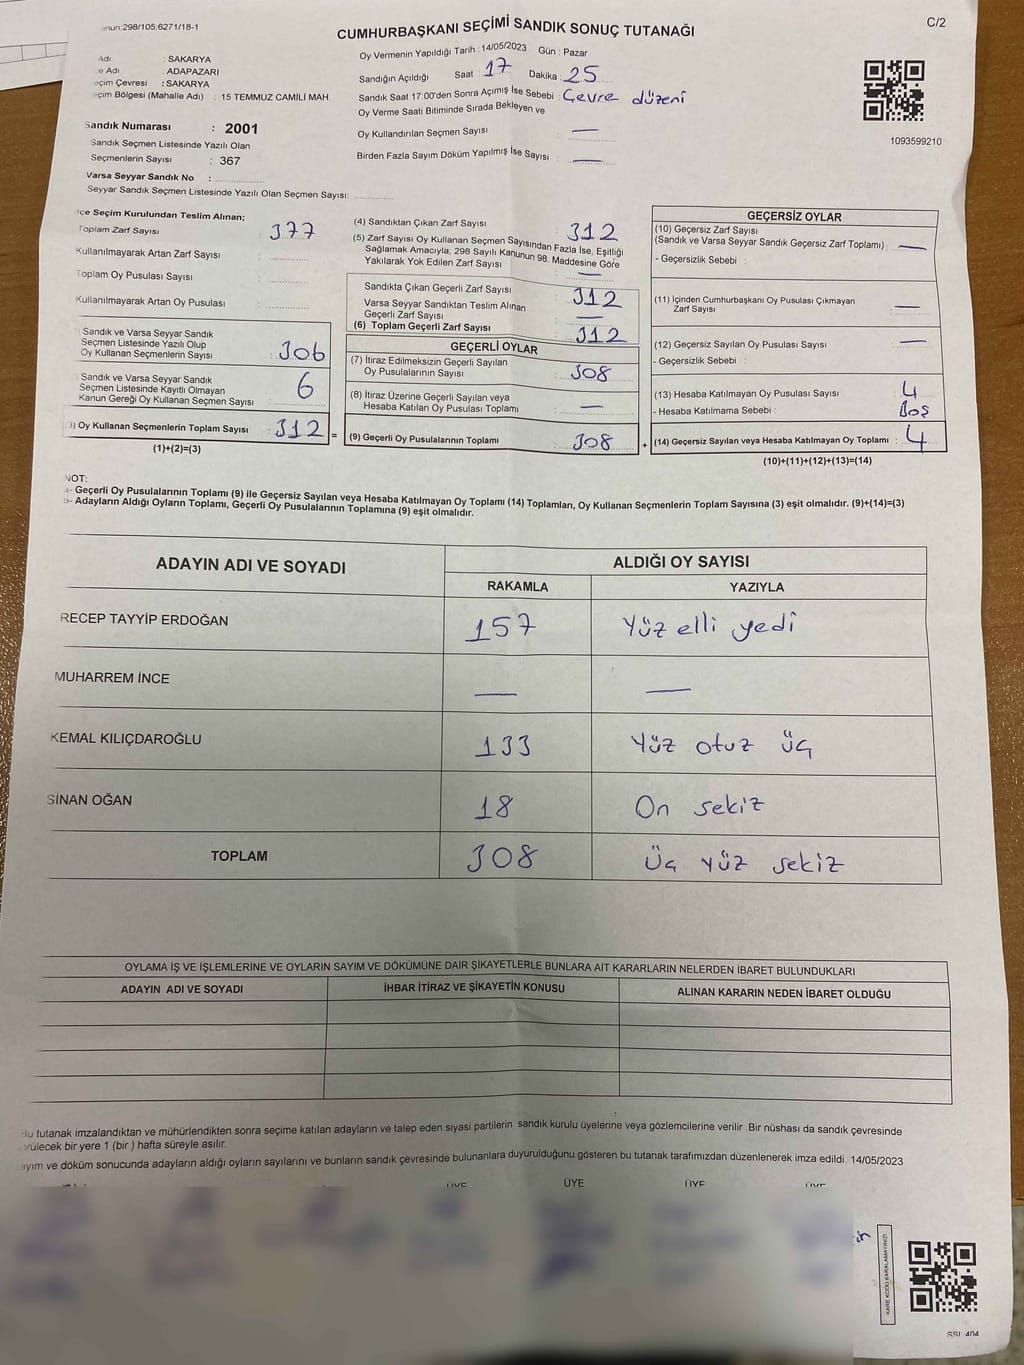 nun:298/105;6271/18-1
CUMHURBAŞKANI SEÇİMİ SANDIK SONUÇ TUTANAĞI
C/2
Adı : SAKARYA
e Adı : ADAPAZARI
eçim Çevresi : SAKARYA
eçim Bölgesi (Mahalle Adı) : 15 TEMMUZ CAMİLİ MAH.
Sandık Numarası : 2001
Sandık Seçmen Listesinde Yazılı Olan
Seçmenlerin Sayısı : 367
Varsa Seyyar Sandık No :
Seyyar Sandık Seçmen Listesinde Yazılı Olan Seçmen Sayısı:
Oy Vermenin Yapıldığı Tarih : 14/05/2023 Gün : Pazar
Sandığın Açıldığı Saat : 17 Dakika : 25
Sandık Saat 17:00'den Sonra Açımış İse Sebebi : Çevre düzeni
Oy Verme Saati Bitiminde Sırada Bekleyen ve
Oy Kullandırılan Seçmen Sayısı : —
Birden Fazla Sayım Döküm Yapılmış İse Sayısı : —
1093599210
çe Seçim Kurulundan Teslim Alınan;
Toplam Zarf Sayısı : 377
Kullanılmayarak Artan Zarf Sayısı :
Toplam Oy Pusulası Sayısı :
Kullanılmayarak Artan Oy Pusulası :
Sandık ve Varsa Seyyar Sandık
Seçmen Listesinde Yazılı Olup
Oy Kullanan Seçmenlerin Sayısı : 306
Sandık ve Varsa Seyyar Sandık
Seçmen Listesinde Kayıtlı Olmayan
Kanun Gereği Oy Kullanan Seçmen Sayısı : 6
3) Oy Kullanan Seçmenlerin Toplam Sayısı : 312 =
(1)+(2)=(3)
(4) Sandıktan Çıkan Zarf Sayısı : 312
(5) Zarf Sayısı Oy Kullanan Seçmen Sayısından Fazla İse, Eşitliği
Sağlamak Amacıyla, 298 Sayılı Kanunun 98. Maddesine Göre
Yakılarak Yok Edilen Zarf Sayısı : —
Sandıkta Çıkan Geçerli Zarf Sayısı : 312
Varsa Seyyar Sandıktan Teslim Alınan
Geçerli Zarf Sayısı : —
(6) Toplam Geçerli Zarf Sayısı : 312
GEÇERLİ OYLAR
(7) İtiraz Edilmeksizin Geçerli Sayılan
Oy Pusulalarının Sayısı : 308
(8) İtiraz Üzerine Geçerli Sayılan veya
Hesaba Katılan Oy Pusulası Toplamı : —
(9) Geçerli Oy Pusulalarının Toplamı : 308 +
GEÇERSİZ OYLAR
(10) Geçersiz Zarf Sayısı
(Sandık ve Varsa Seyyar Sandık Geçersiz Zarf Toplamı) : —
- Geçersizlik Sebebi :
(11) İçinden Cumhurbaşkanı Oy Pusulası Çıkmayan
Zarf Sayısı : —
(12) Geçersiz Sayılan Oy Pusulası Sayısı : —
- Geçersizlik Sebebi :
(13) Hesaba Katılmayan Oy Pusulası Sayısı : 4
- Hesaba Katılmama Sebebi : Boş
(14) Geçersiz Sayılan veya Hesaba Katılmayan Oy Toplamı : 4
(10)+(11)+(12)+(13)=(14)
NOT:
a- Geçerli Oy Pusulalarının Toplamı (9) ile Geçersiz Sayılan veya Hesaba Katılmayan Oy Toplamı (14) Toplamları, Oy Kullanan Seçmenlerin Toplam Sayısına (3) eşit olmalıdır. (9)+(14)=(3)
b- Adayların Aldığı Oyların Toplamı, Geçerli Oy Pusulalarının Toplamına (9) eşit olmalıdır.
ADAYIN ADI VE SOYADI ALDIĞI OY SAYISI
RAKAMLA YAZIYLA
RECEP TAYYİP ERDOĞAN 157 Yüz elli yedi
MUHARREM İNCE — —
KEMAL KILIÇDAROĞLU 133 Yüz otuz üç
SİNAN OĞAN 18 On sekiz
TOPLAM 308 Üç yüz sekiz
OYLAMA İŞ VE İŞLEMLERİNE VE OYLARIN SAYIM VE DÖKÜMÜNE DAİR ŞİKAYETLERLE BUNLARA AİT KARARLARIN NELERDEN İBARET BULUNDUKLARI
ADAYIN ADI VE SOYADI İHBAR İTİRAZ VE ŞİKAYETİN KONUSU ALINAN KARARIN NEDEN İBARET OLDUĞU
u tutanak imzalandıktan ve mühürlendikten sonra seçime katılan adayların ve talep eden siyasi partilerin sandık kurulu üyelerine veya gözlemcilerine verilir. Bir nüshası da sandık çevresinde
rülecek bir yere 1 (bir ) hafta süreyle asılır.
ayım ve döküm sonucunda adayların aldığı oyların sayılarını ve bunların sandık çevresinde bulunanlara duyurulduğunu gösteren bu tutanak tarafımızdan düzenlenerek imza edildi. 14/05/2023
ÜYE ÜYE ÜYE ÜYE
KARE KODU KARALAMAYINIZ!
SSI 404